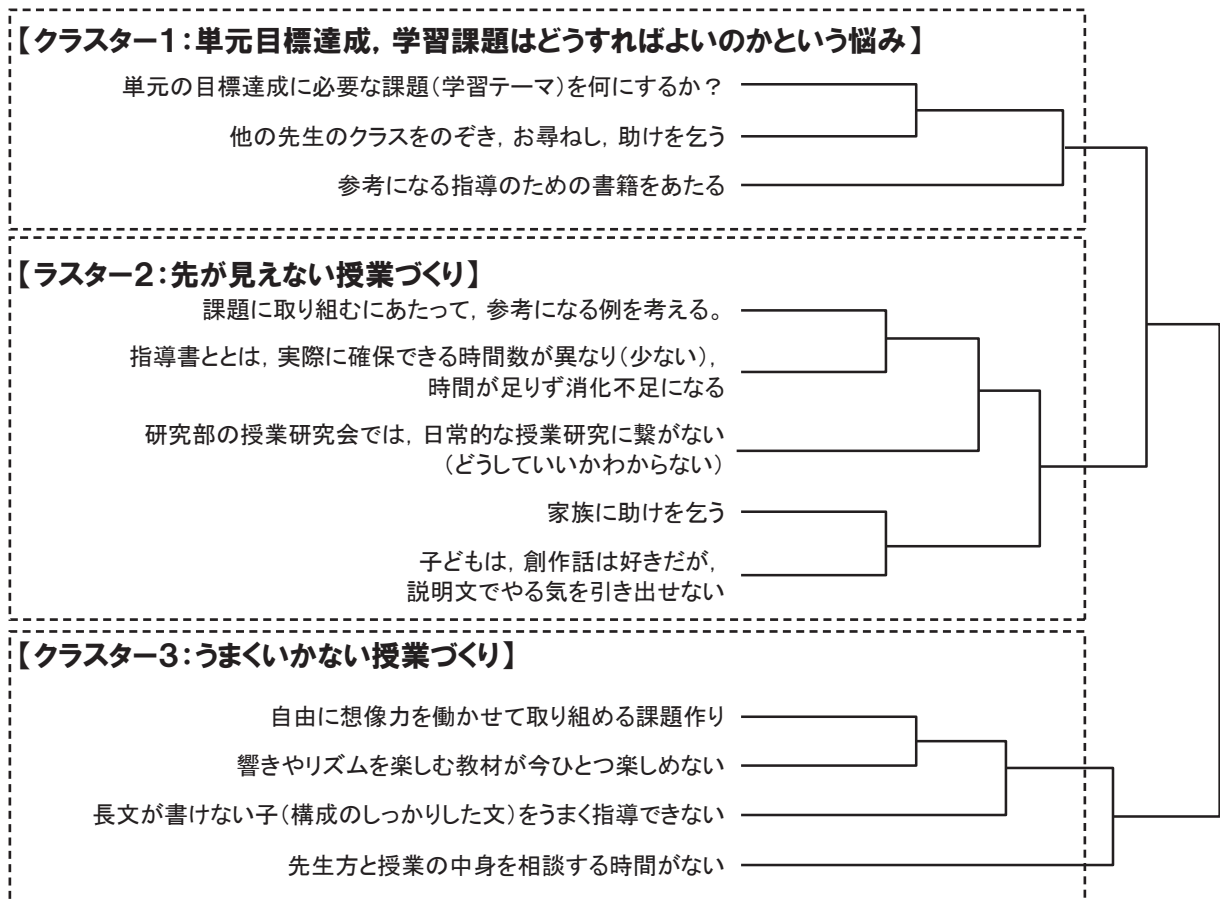 【クラスター1：単元目標達成，学習課題はどうすればよいのかという悩み】
単元の目標達成に必要な課題（学習テーマ）を何にするか？
他の先生のクラスをのぞき，お尋ねし，助けを乞う
参考になる指導のための書籍をあたる
【ラスター2：先が見えない授業づくり】
課題に取り組むにあたって，参考になる例を考える。
指導書ととは，実際に確保できる時間数が異なり（少ない），
時間が足りず消化不足になる
研究部の授業研究会では，日常的な授業研究に繋がない
（どうしていいかわからない）
家族に助けを乞う
子どもは，創作話は好きだが，
説明文でやる気を引き出せない
【クラスター3：うまくいかない授業づくり】
自由に想像力を働かせて取り組める課題作り
響きやリズムを楽しむ教材が今ひとつ楽しめない
長文が書けない子（構成のしっかりした文）をうまく指導できない
先生方と授業の中身を相談する時間がない